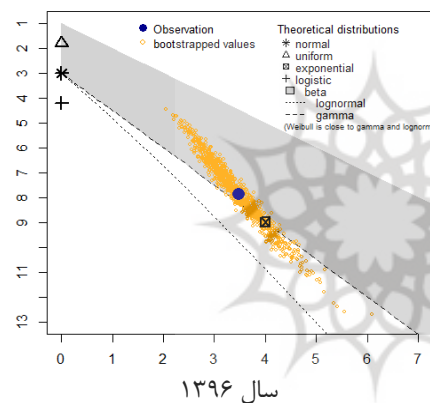 Observation
bootstrapped values
Theoretical distributions
normal
uniform
exponential
logistic
beta
lognormal
gamma
(Weibull is close to gamma and lognorm
1
2
3
4
5
6
7
8
9
11
13
0 1 2 3 4 5 6 7
سال ۱۳۹۶